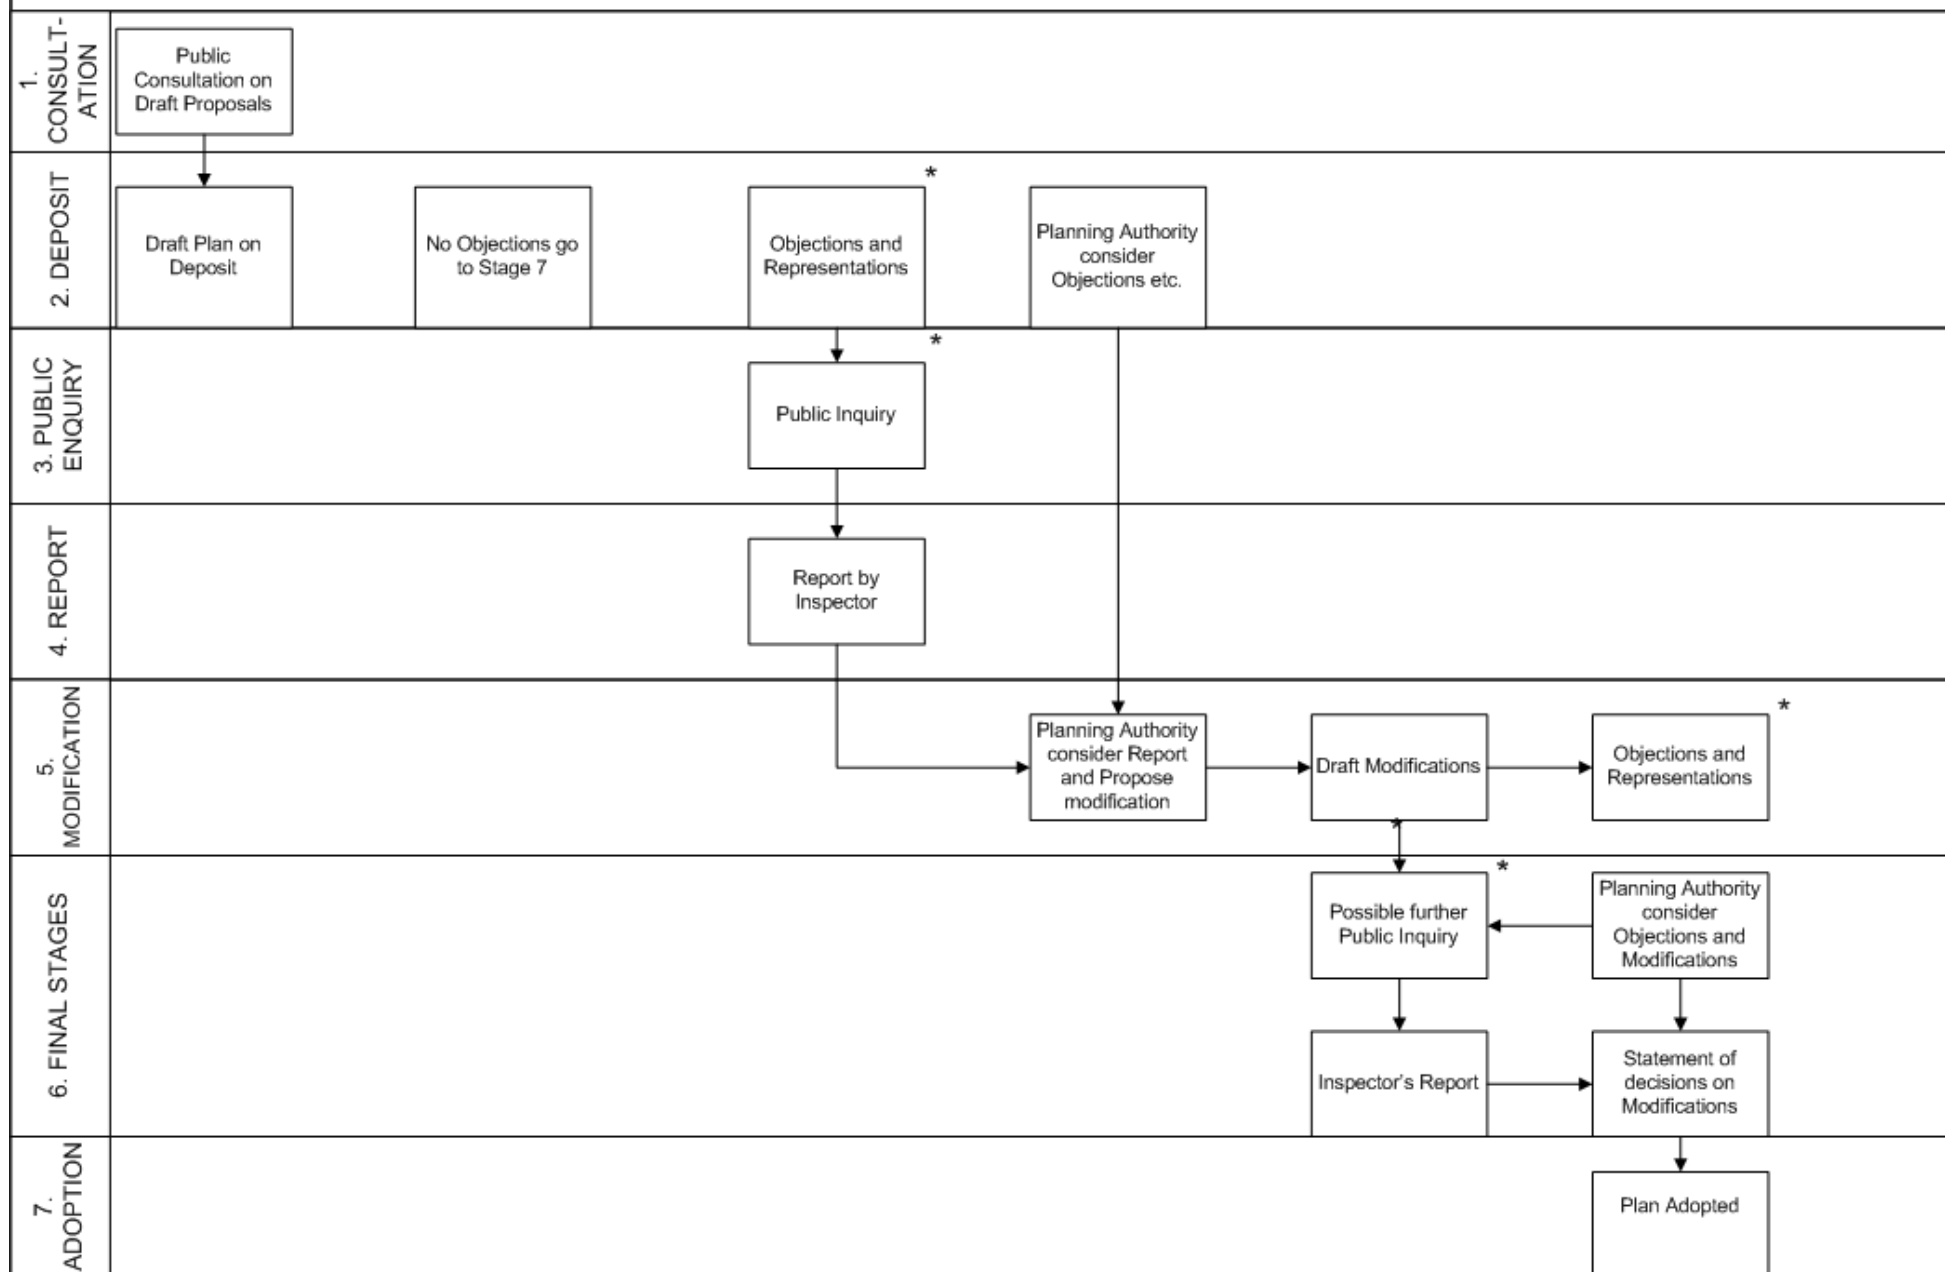 1.
CONSULT-
ATION
Public
Consultation on
Draft Proposals
2. DEPOSIT
Draft Plan on
Deposit
No Objections go
to Stage 7
*
Objections and
Representations
Planning Authority
consider
Objections etc.
3. PUBLIC
ENQUIRY
*
Public Inquiry
4. REPORT
Report by
Inspector
5.
MODIFICATION
Planning Authority
consider Report
and Propose
modification
Draft Modifications
*
Objections and
Representations
*
6. FINAL STAGES
*
Possible further
Public Inquiry
Planning Authority
consider
Objections and
Modifications
Inspector's Report
Statement of
decisions on
Modifications
7.
ADOPTION
Plan Adopted